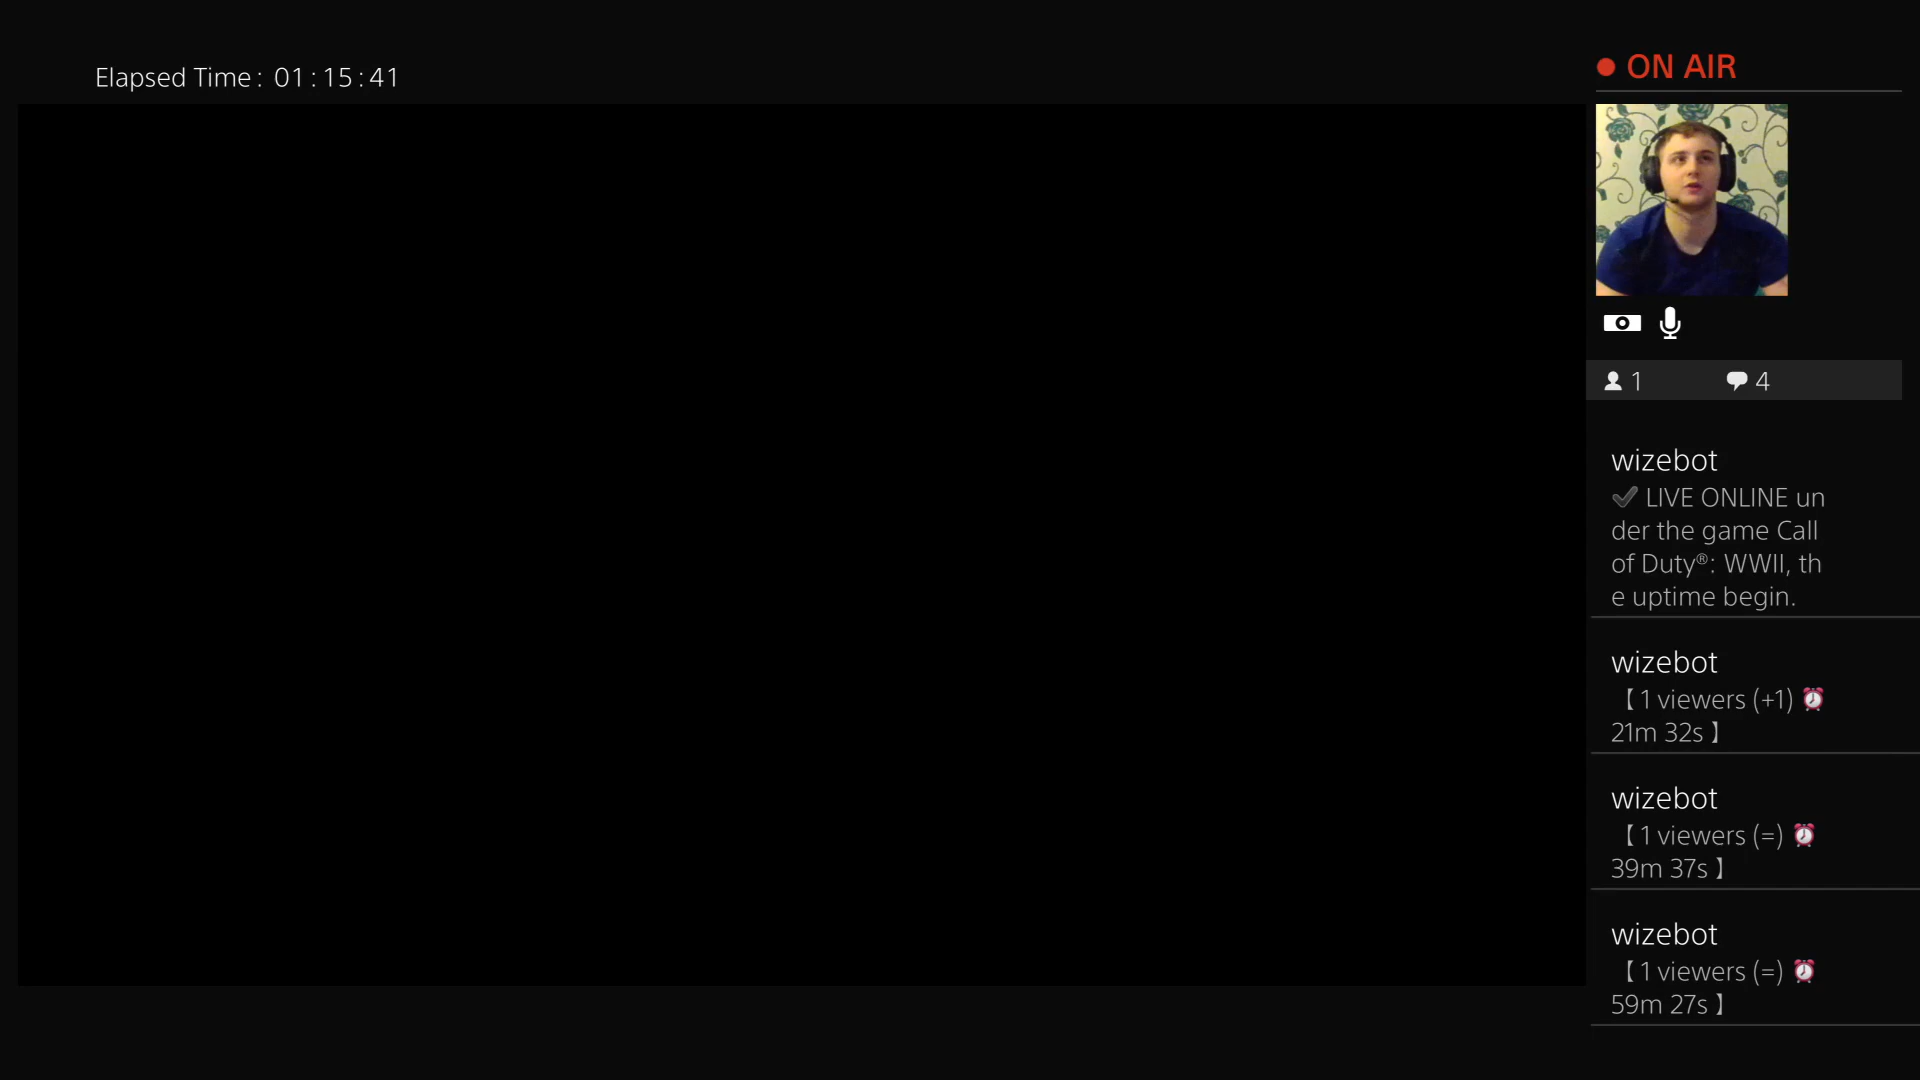 Elapsed Time: 01:15:41
ON AIR
1 4
wizebot
✔ LIVE ONLINE un
der the game Call
of Duty®: WWII, th
e uptime begin.
wizebot
【1 viewers (+1) ⏰
21m 32s】
wizebot
【1 viewers (=) ⏰
39m 37s】
wizebot
【1 viewers (=) ⏰
59m 27s】